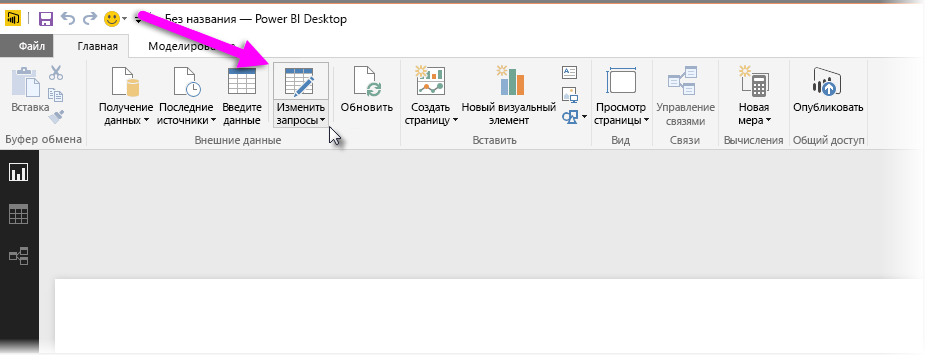 Без названия — Power BI Desktop
Файл Главная Моделирование
Вставка
Получение данных
Последние источники
Введите данные
Изменить запросы
Обновить
Создать страницу
Новый визуальный элемент
Просмотр страницы
Управление связями
Новая мера
Опубликовать
Буфер обмена Внешние данные Вставить Вид Связи Вычисления Общий доступ